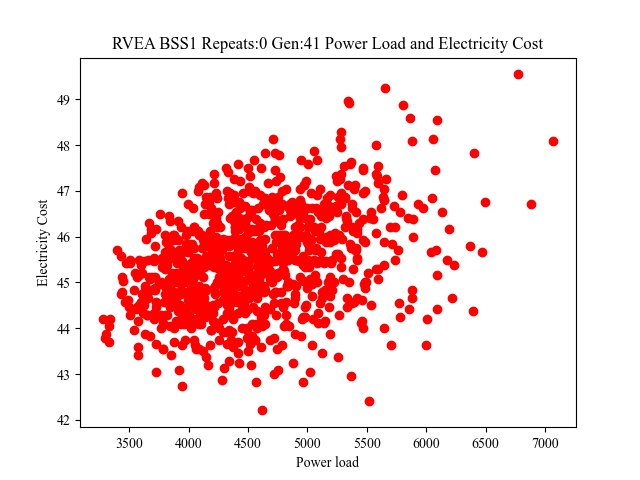 RVEA BSS1 Repeats:0 Gen:41 Power Load and Electricity Cost
49
48
47
46
45
44
43
42
Electricity Cost
3500 4000 4500 5000 5500 6000 6500 7000
Power load